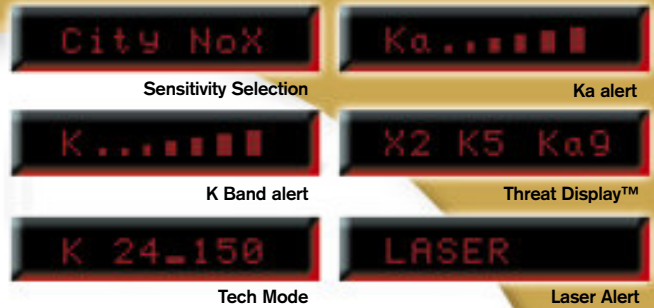 City NoX
Sensitivity Selection
Ka
Ka alert
K
K Band alert
X2 K5 Ka9
Threat Display™
K 24 150
Tech Mode
LASER
Laser Alert